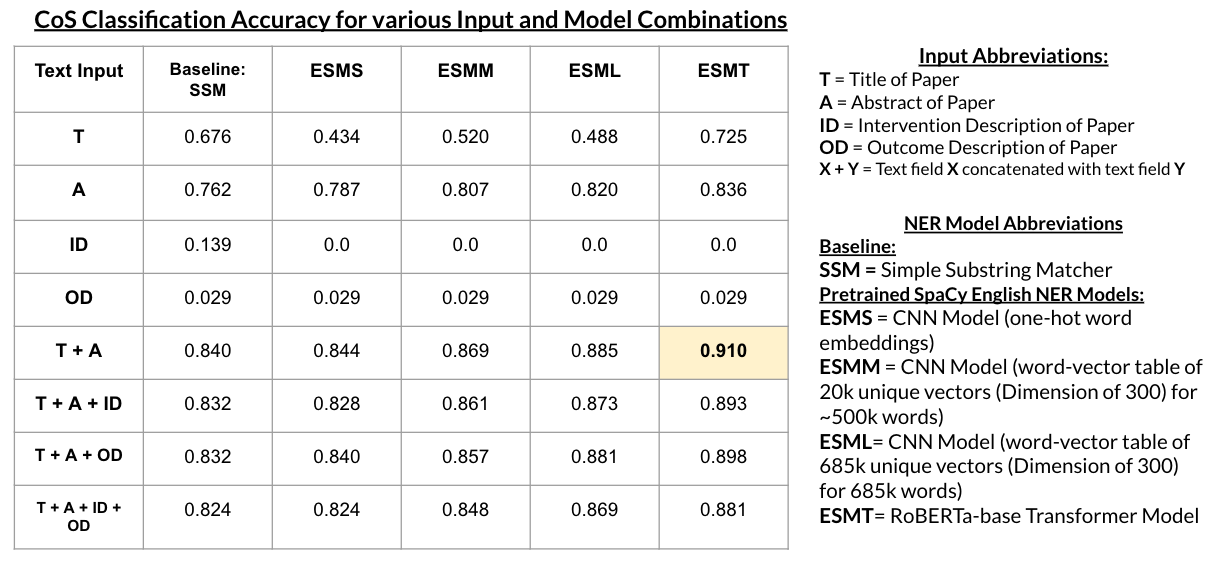 CoS Classification Accuracy for various Input and Model Combinations
Text Input Baseline: SSM ESMS ESMM ESML ESMT
T 0.676 0.434 0.520 0.488 0.725
A 0.762 0.787 0.807 0.820 0.836
ID 0.139 0.0 0.0 0.0 0.0
OD 0.029 0.029 0.029 0.029 0.029
T + A 0.840 0.844 0.869 0.885 0.910
T + A + ID 0.832 0.828 0.861 0.873 0.893
T + A + OD 0.832 0.840 0.857 0.881 0.898
T + A + ID + OD 0.824 0.824 0.848 0.869 0.881
Input Abbreviations:
T = Title of Paper
A = Abstract of Paper
ID = Intervention Description of Paper
OD = Outcome Description of Paper
X + Y = Text field X concatenated with text field Y
NER Model Abbreviations
Baseline:
SSM = Simple Substring Matcher
Pretrained SpaCy English NER Models:
ESMS = CNN Model (one-hot word
embeddings)
ESMM = CNN Model (word-vector table of
20k unique vectors (Dimension of 300) for
~500k words)
ESML= CNN Model (word-vector table of
685k unique vectors (Dimension of 300)
for 685k words)
ESMT= RoBERTa-base Transformer Model